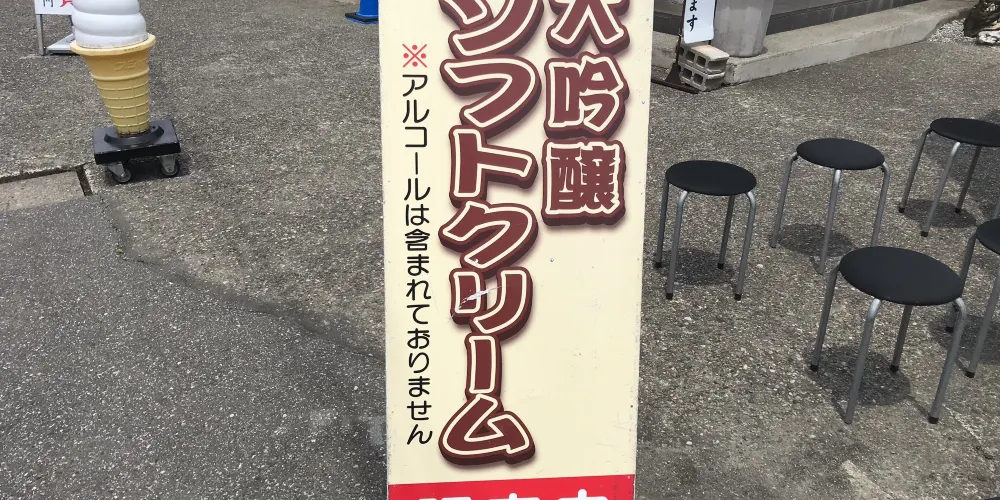 大吟醸
ソフトクリーム
※アルコールは含まれておりません
ます